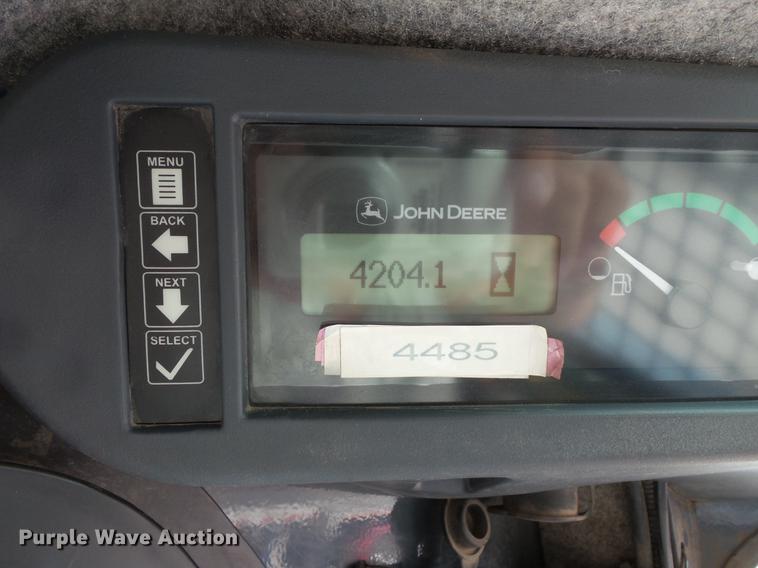 MENU
BACK
NEXT
SELECT
JOHN DEERE
4204.1
4485
Purple Wave Auction